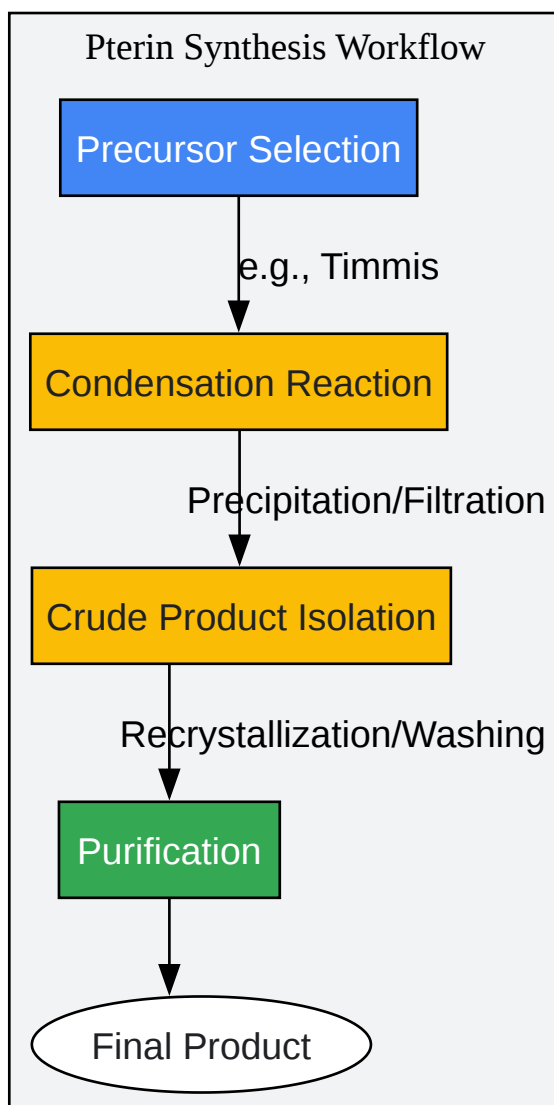 Pterin Synthesis Workflow
Precursor Selection
e.g., Timmis
Condensation Reaction
Precipitation/Filtration
Crude Product Isolation
Recrystallization/Washing
Purification
Final Product